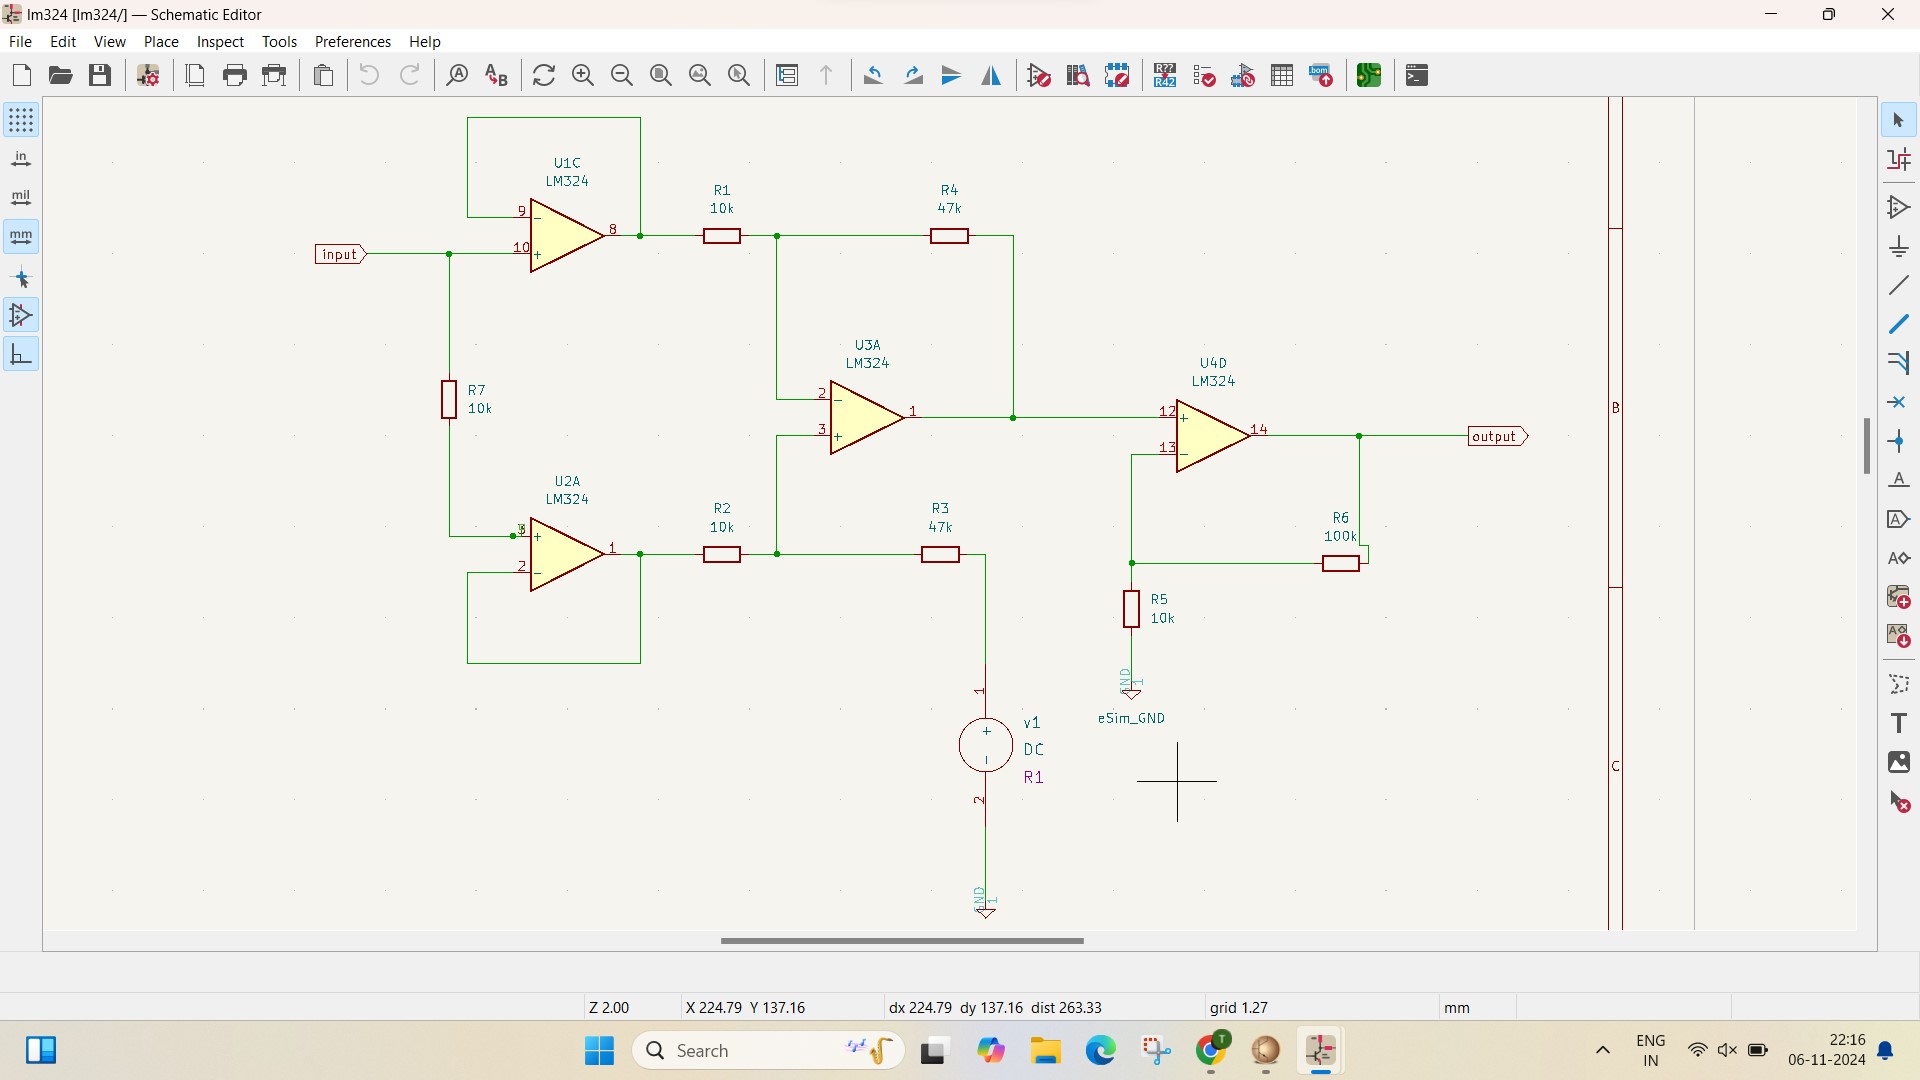 lm324 [lm324/] — Schematic Editor
File Edit View Place Inspect Tools Preferences Help
in
mil
mm
U1C
LM324
9
10
8
input
R1
10k
R4
47k
R7
10k
U3A
LM324
2
3
1
U4D
LM324
12
13
14
output
U2A
LM324
2
1
R2
10k
R3
47k
R6
100k
R5
10k
GND
1
eSim_GND
1
v1
DC
R1
2
GND
1
B
C
Z 2.00 X 224.79 Y 137.16 dx 224.79 dy 137.16 dist 263.33 grid 1.27 mm
Search
ENG
IN
22:16
06-11-2024